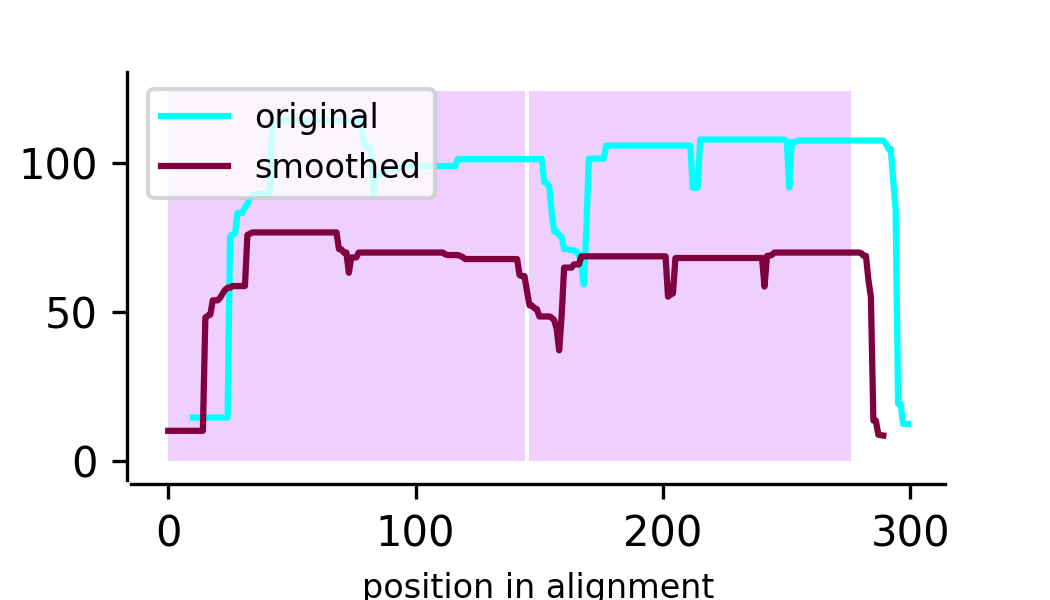 original
smoothed
100
50
0
0 100 200 300
position in alignment